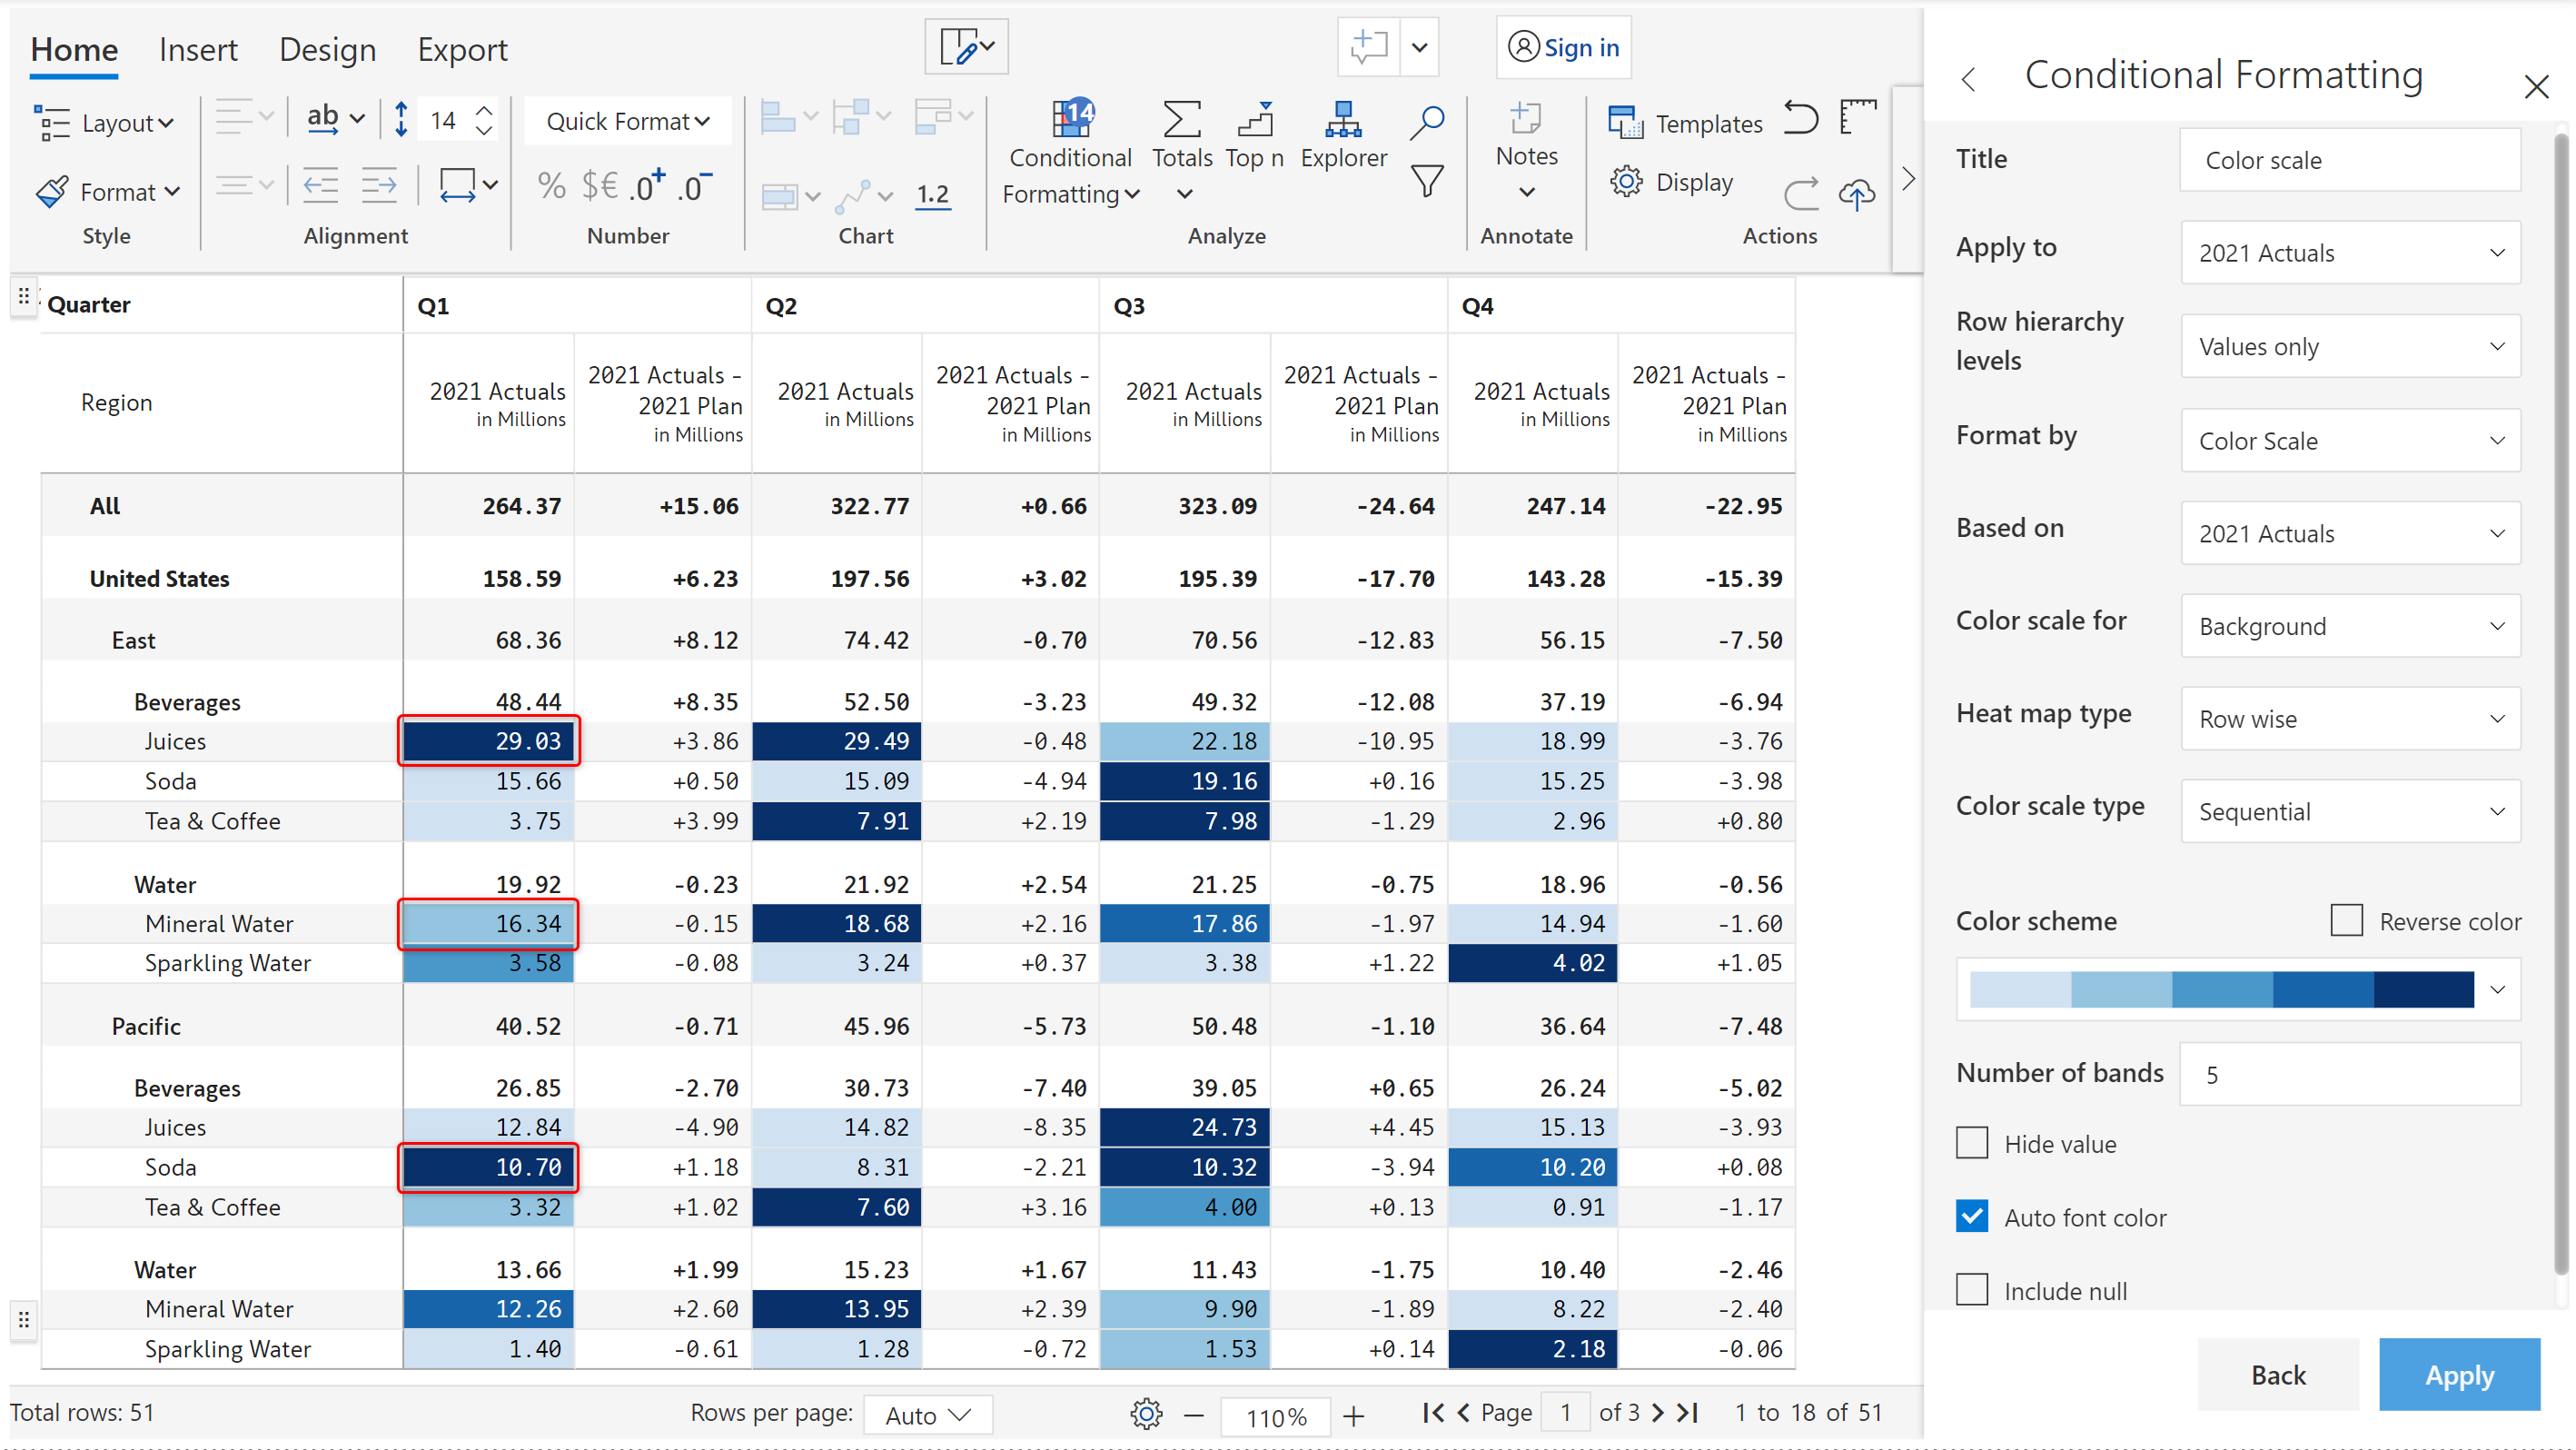 Home Insert Design Export Sign in
Layout ab 14 Quick Format 14 Templates
Conditional Formatting Totals Top n Explorer Notes
Format % $€ .0+ .0- 1.2 Display
Style Alignment Number Chart Analyze Annotate Actions
Quarter Q1 Q2 Q3 Q4
Region 2021 Actuals in Millions 2021 Actuals - 2021 Plan in Millions 2021 Actuals in Millions 2021 Actuals - 2021 Plan in Millions 2021 Actuals in Millions 2021 Actuals - 2021 Plan in Millions 2021 Actuals in Millions 2021 Actuals - 2021 Plan in Millions
All 264.37 +15.06 322.77 +0.66 323.09 -24.64 247.14 -22.95
United States 158.59 +6.23 197.56 +3.02 195.39 -17.70 143.28 -15.39
East 68.36 +8.12 74.42 -0.70 70.56 -12.83 56.15 -7.50
Beverages 48.44 +8.35 52.50 -3.23 49.32 -12.08 37.19 -6.94
Juices 29.03 +3.86 29.49 -0.48 22.18 -10.95 18.99 -3.76
Soda 15.66 +0.50 15.09 -4.94 19.16 +0.16 15.25 -3.98
Tea & Coffee 3.75 +3.99 7.91 +2.19 7.98 -1.29 2.96 +0.80
Water 19.92 -0.23 21.92 +2.54 21.25 -0.75 18.96 -0.56
Mineral Water 16.34 -0.15 18.68 +2.16 17.86 -1.97 14.94 -1.60
Sparkling Water 3.58 -0.08 3.24 +0.37 3.38 +1.22 4.02 +1.05
Pacific 40.52 -0.71 45.96 -5.73 50.48 -1.10 36.64 -7.48
Beverages 26.85 -2.70 30.73 -7.40 39.05 +0.65 26.24 -5.02
Juices 12.84 -4.90 14.82 -8.35 24.73 +4.45 15.13 -3.93
Soda 10.70 +1.18 8.31 -2.21 10.32 -3.94 10.20 +0.08
Tea & Coffee 3.32 +1.02 7.60 +3.16 4.00 +0.13 0.91 -1.17
Water 13.66 +1.99 15.23 +1.67 11.43 -1.75 10.40 -2.46
Mineral Water 12.26 +2.60 13.95 +2.39 9.90 -1.89 8.22 -2.40
Sparkling Water 1.40 -0.61 1.28 -0.72 1.53 +0.14 2.18 -0.06
Total rows: 51 Rows per page: Auto 110% Page 1 of 3 1 to 18 of 51
Conditional Formatting
Title Color scale
Apply to 2021 Actuals
Row hierarchy levels Values only
Format by Color Scale
Based on 2021 Actuals
Color scale for Background
Heat map type Row wise
Color scale type Sequential
Color scheme Reverse color
Number of bands 5
Hide value
Auto font color
Include null
Back Apply